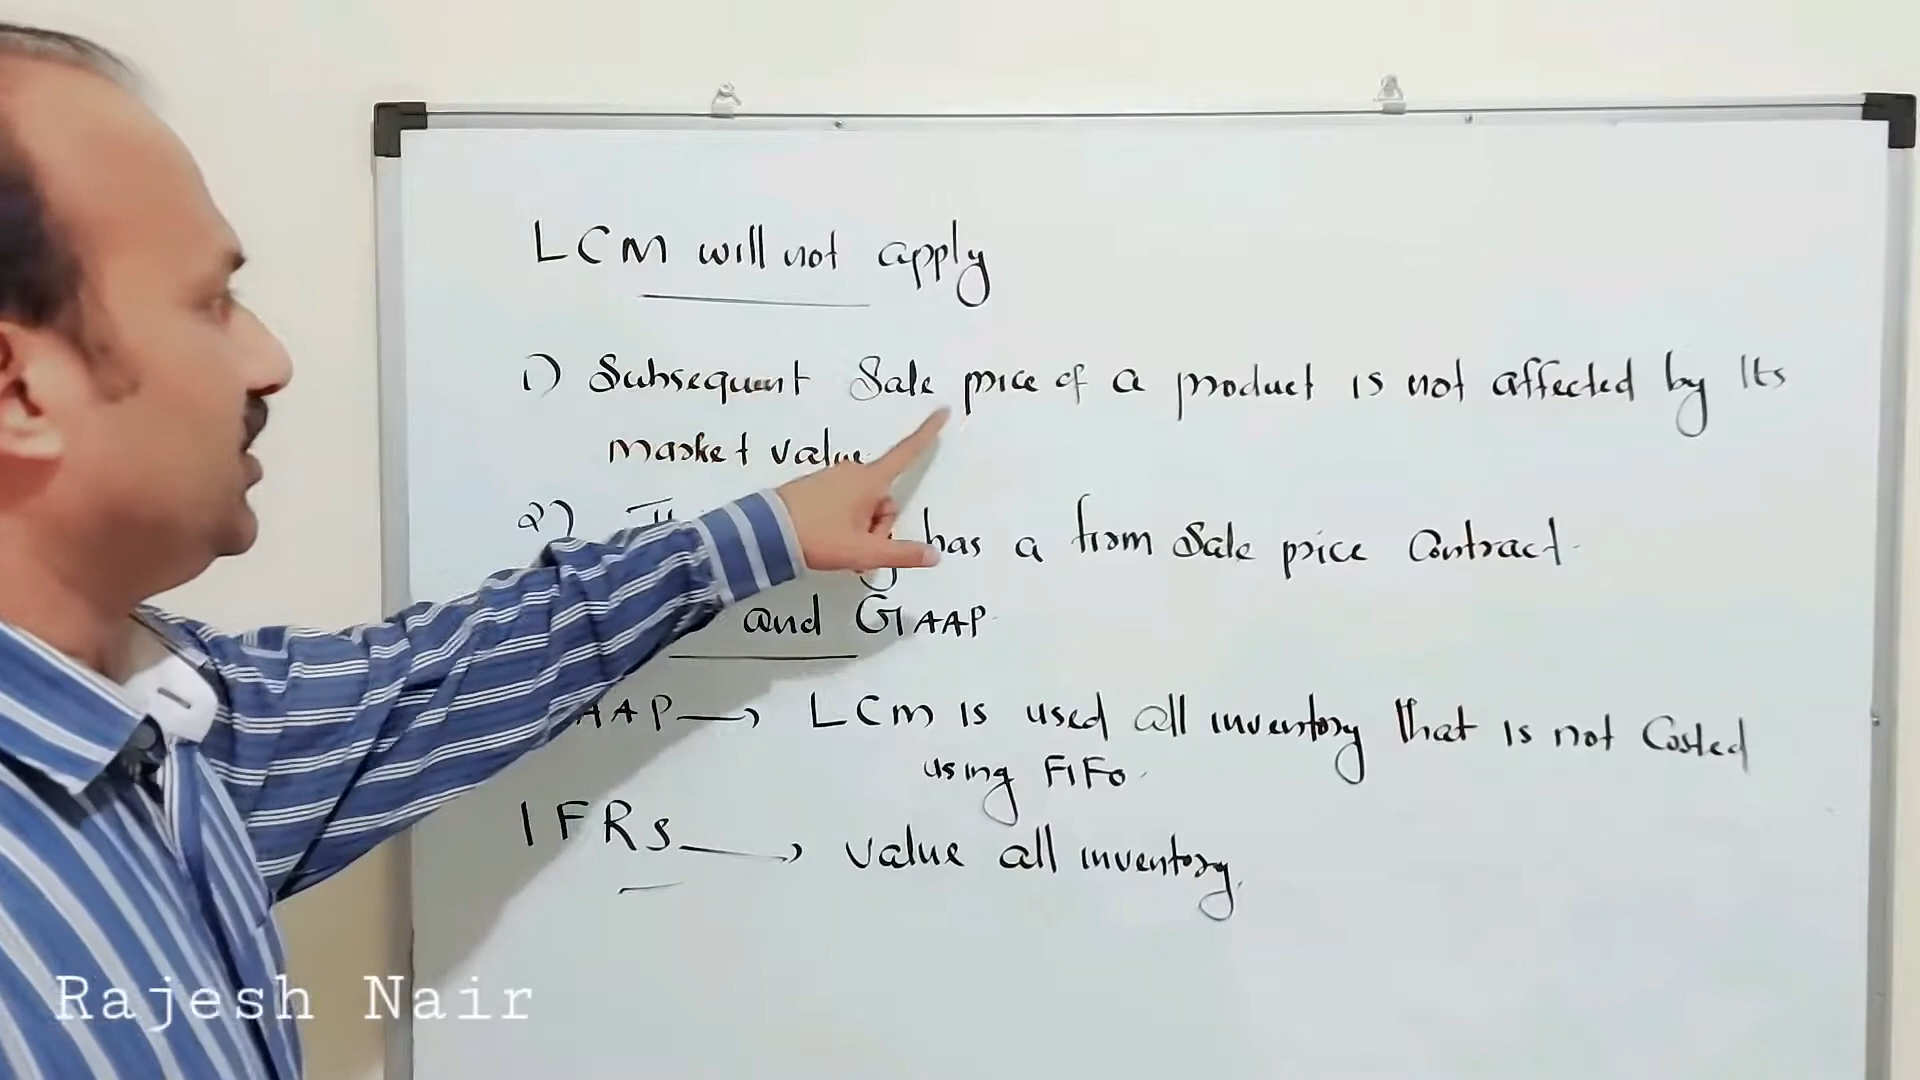 LCM will not apply
1) Subsequent Sale price of a product is not affected by Its
market value
2) has a from Sale price Contract.
and GAAP
AAP → LCM is used all inventory that is not Costed
using FIFO.
IFRS → value all inventory.
Rajesh Nair